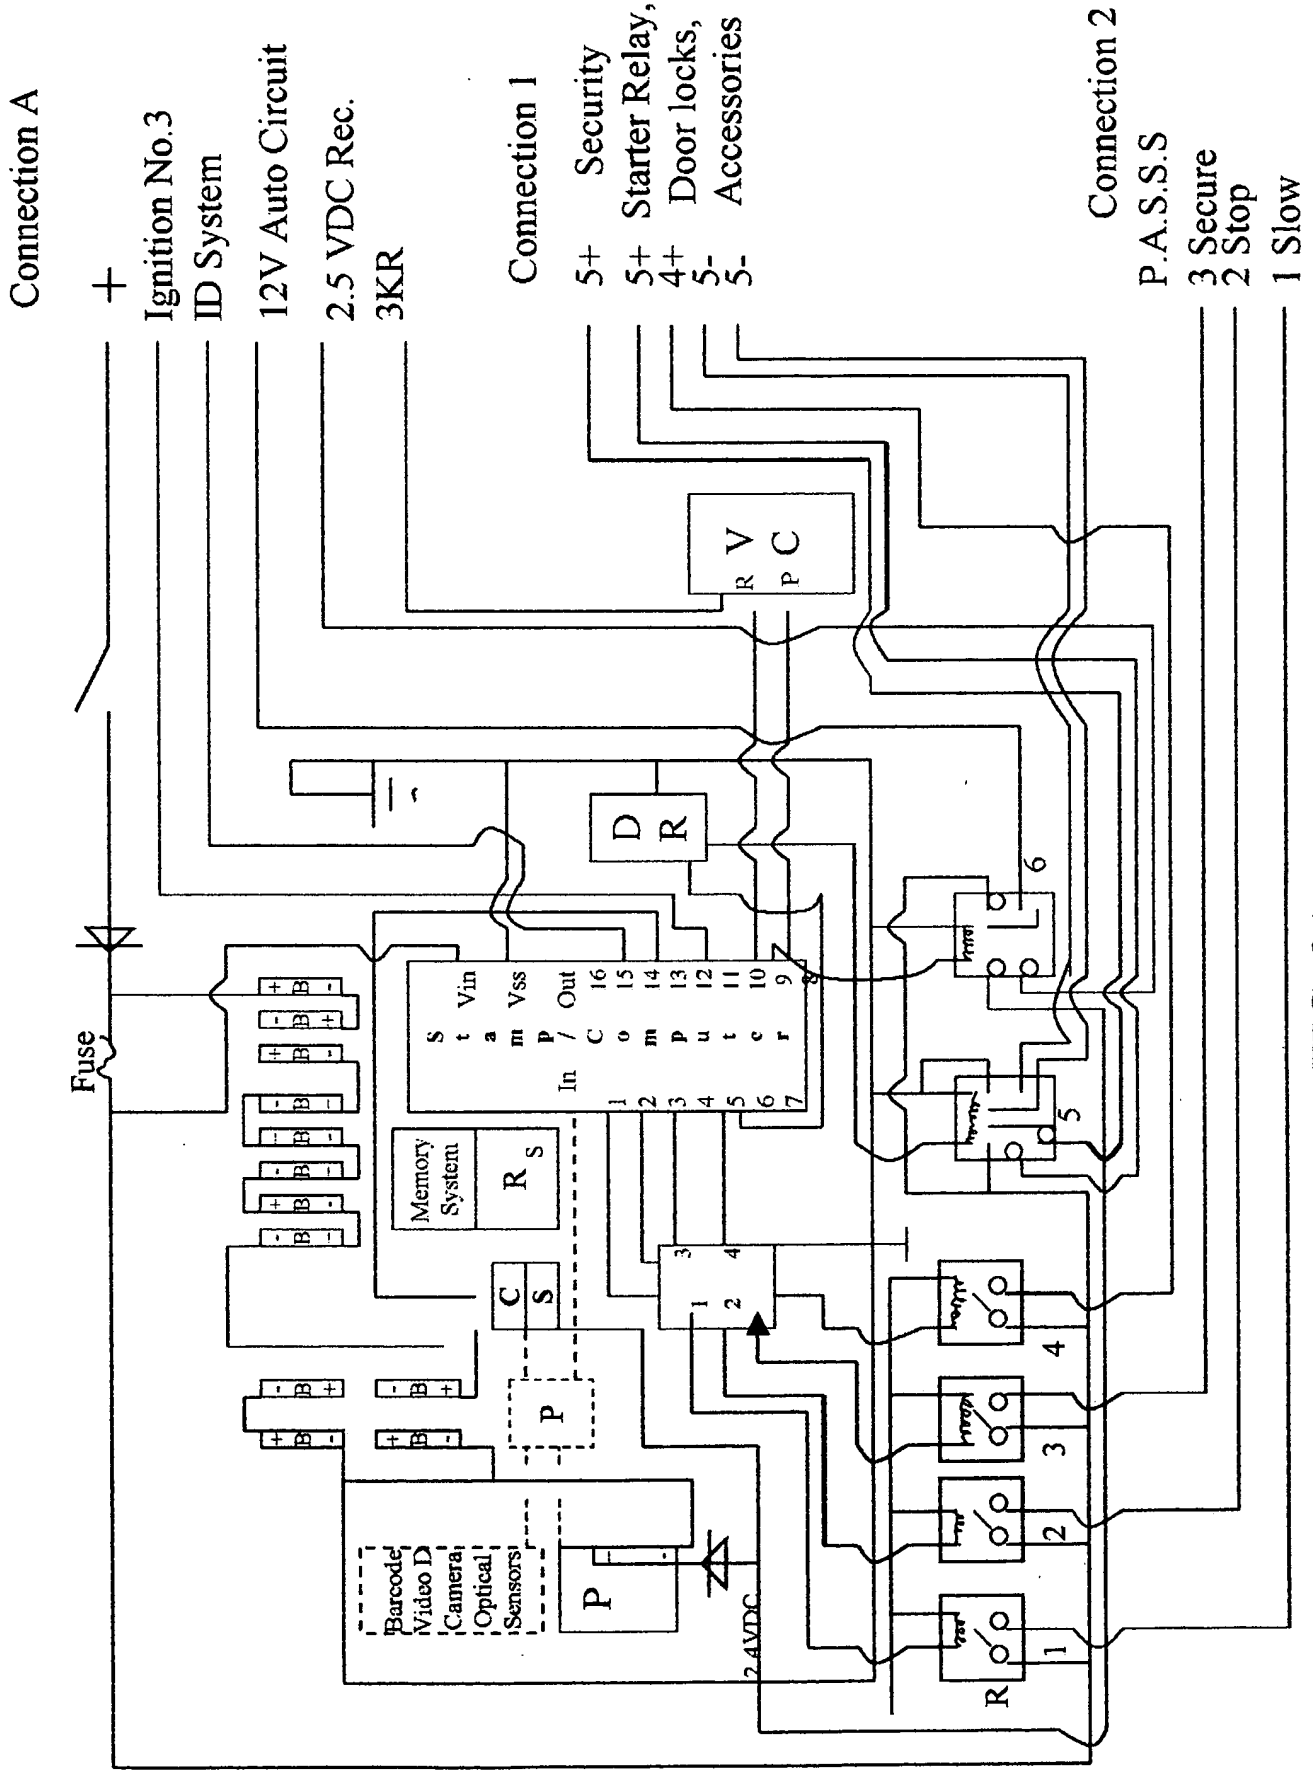 Connection A
+
Ignition No.3
ID System
12V Auto Circuit
2.5 VDC Rec.
3KR
Connection 1
5+ Security
5+ Starter Relay,
4+ Door locks,
5- Accessories
5-
Connection 2
P.A.S.S.S
3 Secure
2 Stop
1 Slow
Fuse
+ B -
- B +
+ B -
- B -
- B -
- B -
+ B -
- B -
- B +
+ B -
- B +
+ B -
Stamp/Computer
Vin
Vss
In
Out
16
15
14
13
12
11
10
9
8
1
2
3
4
5
6
7
Memory
System
R S
C S
P
Barcode
Video D
Camera
Optical
Sensors
P
-
2.4VDC
1 3
2 4
D R
V C
R
P
6
5
4
3
2
1
R